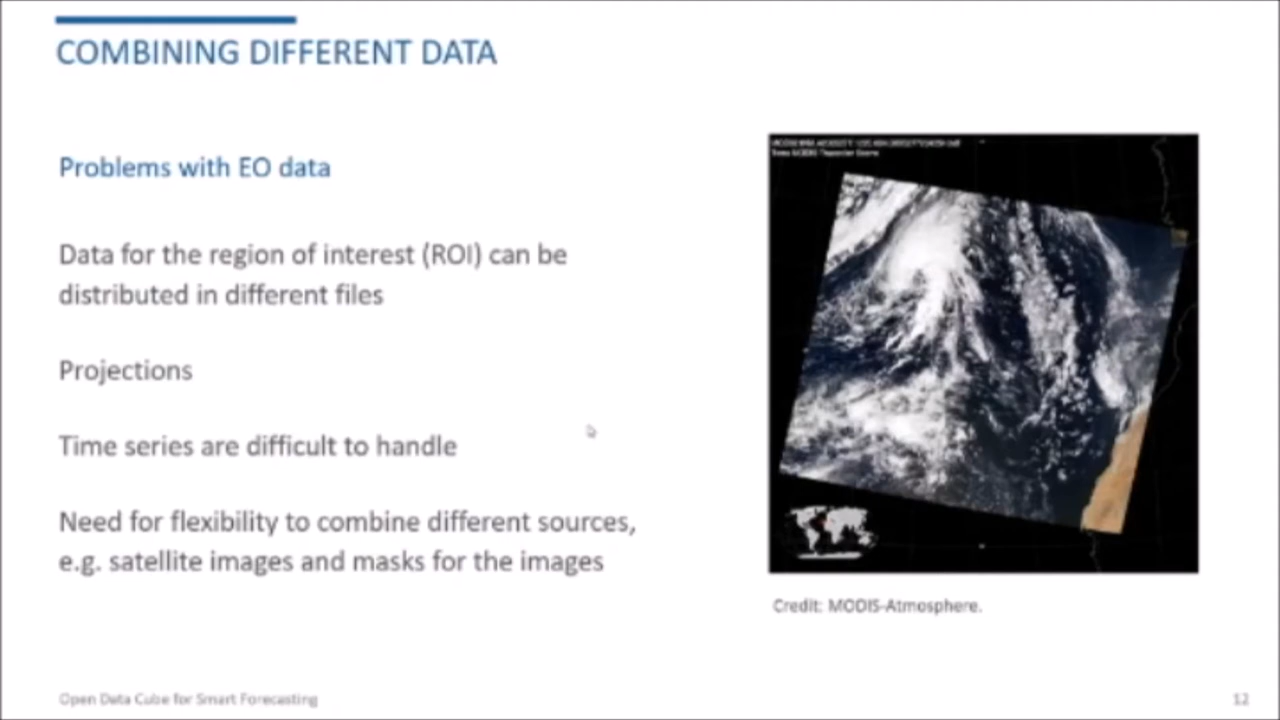 COMBINING DIFFERENT DATA
Problems with EO data
Data for the region of interest (ROI) can be
distributed in different files
Projections
Time series are difficult to handle
Need for flexibility to combine different sources,
e.g. satellite images and masks for the images
Credit: MODIS-Atmosphere.
Open Data Cube for Smart Forecasting
12